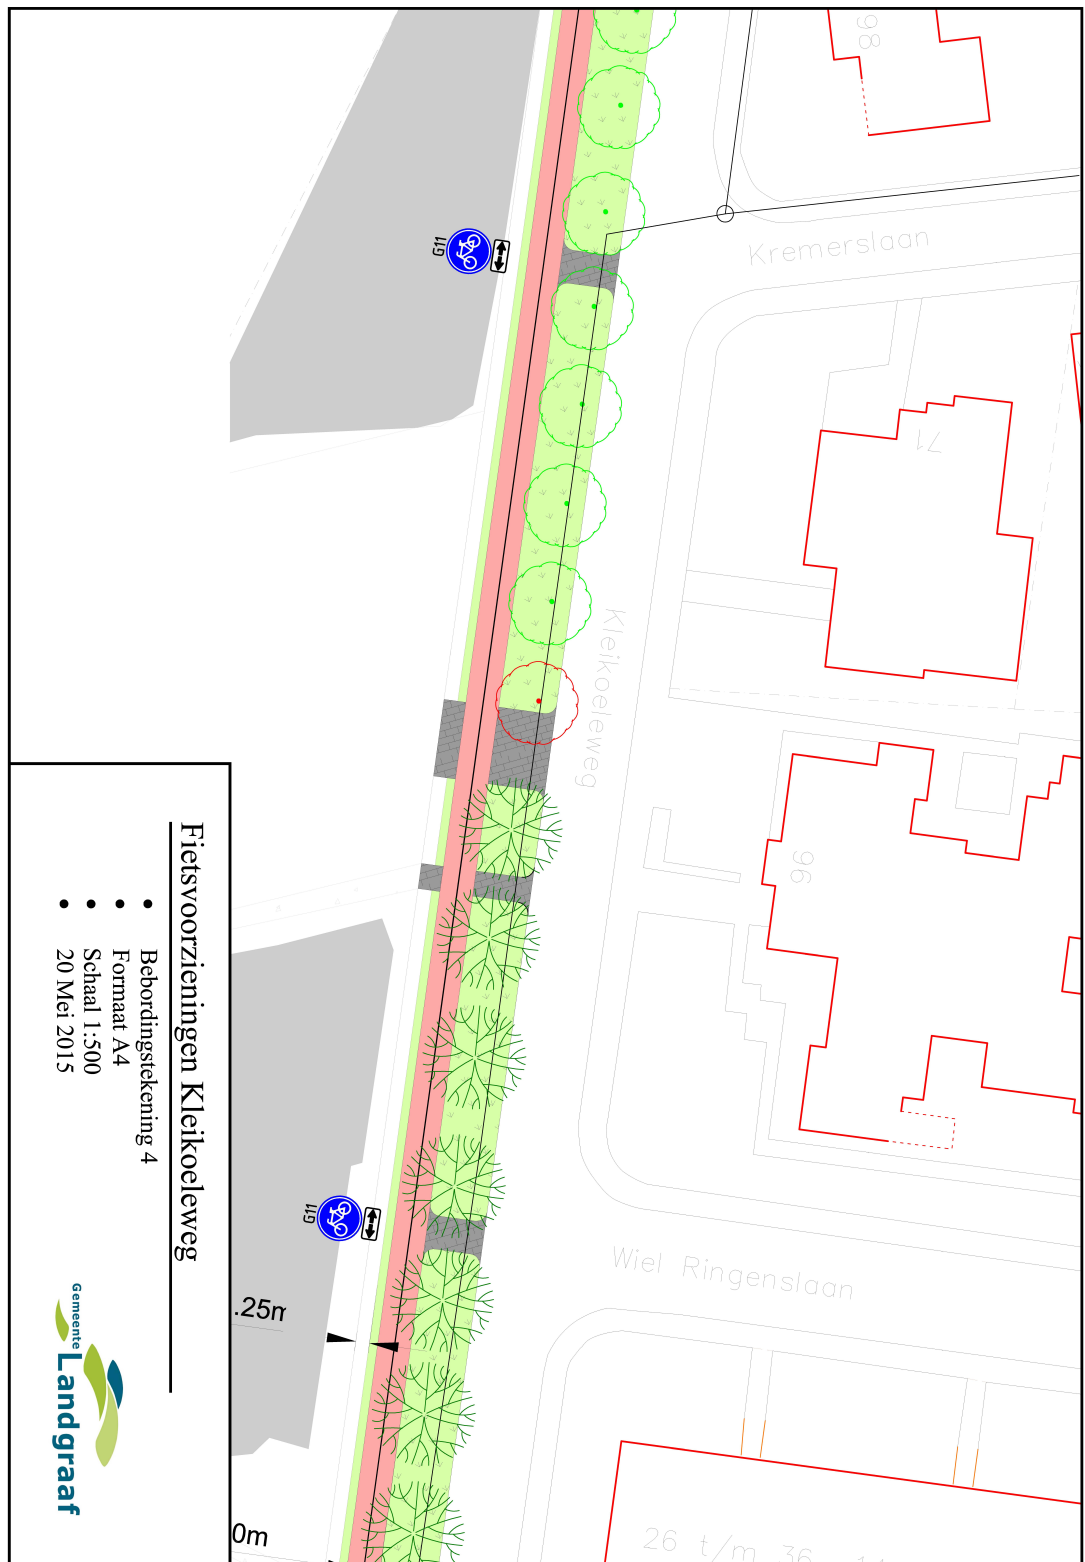 Fietsvoorzieningen Kleikoeleweg
• Bebordingstekening 4
• Formaat A4
• Schaal 1:500
• 20 Mei 2015
Gemeente
Landgraaf
G11
G11
Kremerslaan
Kleikoeleweg
Wiel Ringenslaan
71
96
98
26 t/m 36
.25m
0m